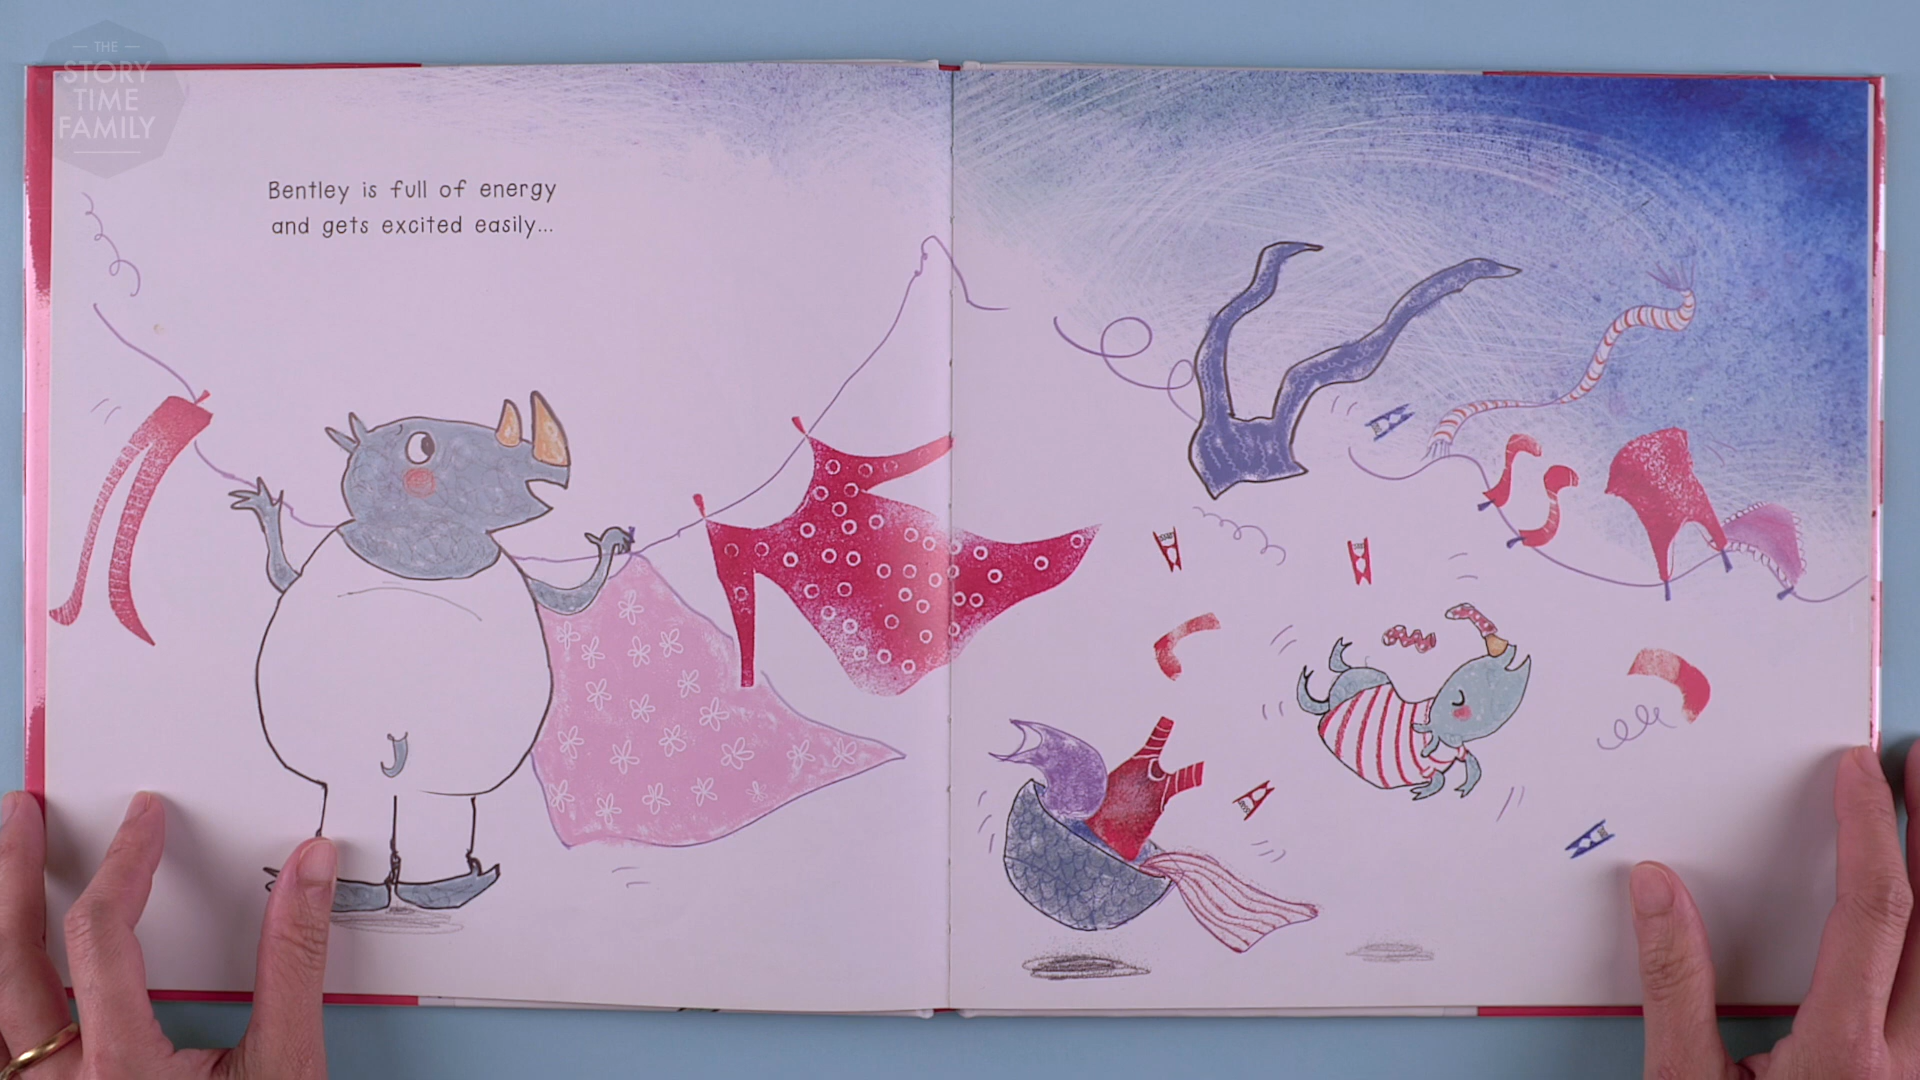 THE
STORY
TIME
FAMILY
Bentley is full of energy
and gets excited easily...